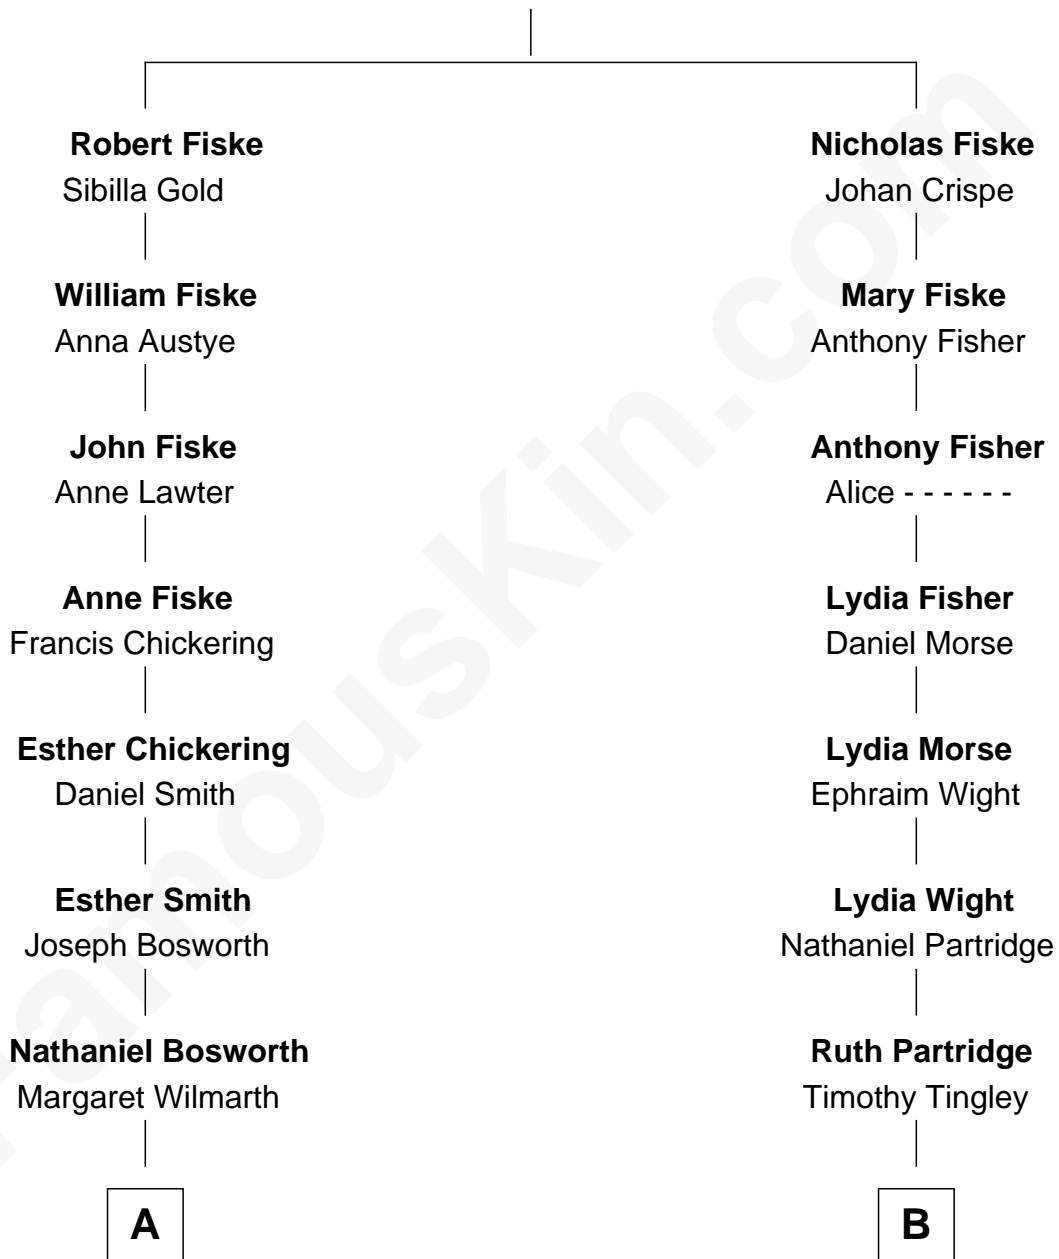 Robert Fiske
Sibilla Gold
William Fiske
Anna Austye
John Fiske
Anne Lawter
Anne Fiske
Francis Chickering
Esther Chickering
Daniel Smith
Esther Smith
Joseph Bosworth
Nathaniel Bosworth
Margaret Wilmarth
A
Nicholas Fiske
Johan Crispe
Mary Fiske
Anthony Fisher
Anthony Fisher
Alice - - - - - -
Lydia Fisher
Daniel Morse
Lydia Morse
Ephraim Wight
Lydia Wight
Nathaniel Partridge
Ruth Partridge
Timothy Tingley
B
FamousKin.com